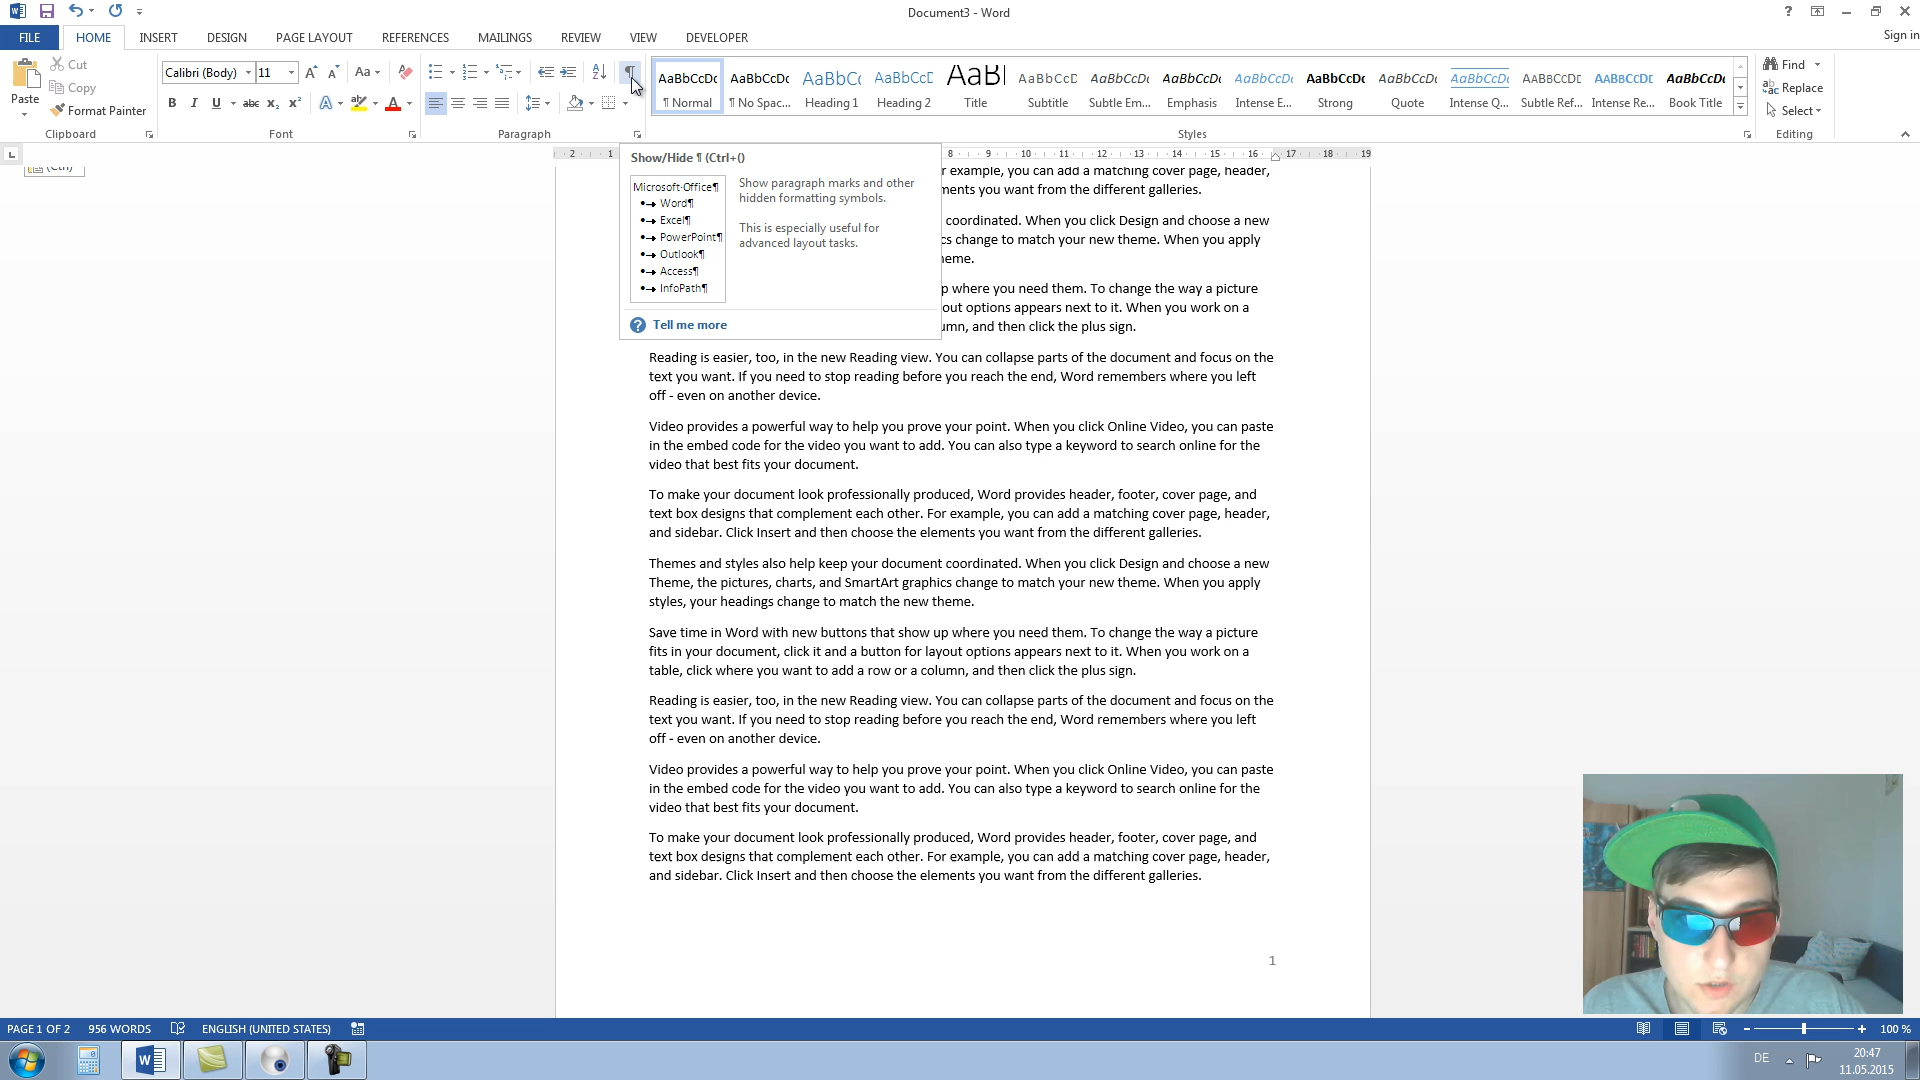 Document3 - Word
Sign in
FILE HOME INSERT DESIGN PAGE LAYOUT REFERENCES MAILINGS REVIEW VIEW DEVELOPER
Paste
Cut
Copy
Format Painter
Clipboard
Calibri (Body) 11
Font
Paragraph
AaBbCcDc AaBbCcDc AaBbCc AaBbCcD AaBl AaBbCcD AaBbCcDc AaBbCcDc AaBbCcDc AaBbCcDc AaBbCcDc AaBbCcDc AABBCCDE AABBCCDE AaBbCcDc
¶ Normal ¶ No Spac... Heading 1 Heading 2 Title Subtitle Subtle Em... Emphasis Intense E... Strong Quote Intense Q... Subtle Ref... Intense Re... Book Title
Styles
Find
Replace
Select
Editing
2 1 8 9 10 11 12 13 14 15 16 17 18 19
Show/Hide ¶ (Ctrl+()
Microsoft·Office¶
Word¶
Excel¶
PowerPoint¶
Outlook¶
Access¶
InfoPath¶
Show paragraph marks and other
hidden formatting symbols.
This is especially useful for
advanced layout tasks.
Tell me more
r example, you can add a matching cover page, header,
ments you want from the different galleries.
coordinated. When you click Design and choose a new
cs change to match your new theme. When you apply
heme.
p where you need them. To change the way a picture
out options appears next to it. When you work on a
umn, and then click the plus sign.
Reading is easier, too, in the new Reading view. You can collapse parts of the document and focus on the
text you want. If you need to stop reading before you reach the end, Word remembers where you left
off - even on another device.
Video provides a powerful way to help you prove your point. When you click Online Video, you can paste
in the embed code for the video you want to add. You can also type a keyword to search online for the
video that best fits your document.
To make your document look professionally produced, Word provides header, footer, cover page, and
text box designs that complement each other. For example, you can add a matching cover page, header,
and sidebar. Click Insert and then choose the elements you want from the different galleries.
Themes and styles also help keep your document coordinated. When you click Design and choose a new
Theme, the pictures, charts, and SmartArt graphics change to match your new theme. When you apply
styles, your headings change to match the new theme.
Save time in Word with new buttons that show up where you need them. To change the way a picture
fits in your document, click it and a button for layout options appears next to it. When you work on a
table, click where you want to add a row or a column, and then click the plus sign.
Reading is easier, too, in the new Reading view. You can collapse parts of the document and focus on the
text you want. If you need to stop reading before you reach the end, Word remembers where you left
off - even on another device.
Video provides a powerful way to help you prove your point. When you click Online Video, you can paste
in the embed code for the video you want to add. You can also type a keyword to search online for the
video that best fits your document.
To make your document look professionally produced, Word provides header, footer, cover page, and
text box designs that complement each other. For example, you can add a matching cover page, header,
and sidebar. Click Insert and then choose the elements you want from the different galleries.
1
PAGE 1 OF 2 956 WORDS ENGLISH (UNITED STATES) 100 %
DE
20:47
11.05.2015